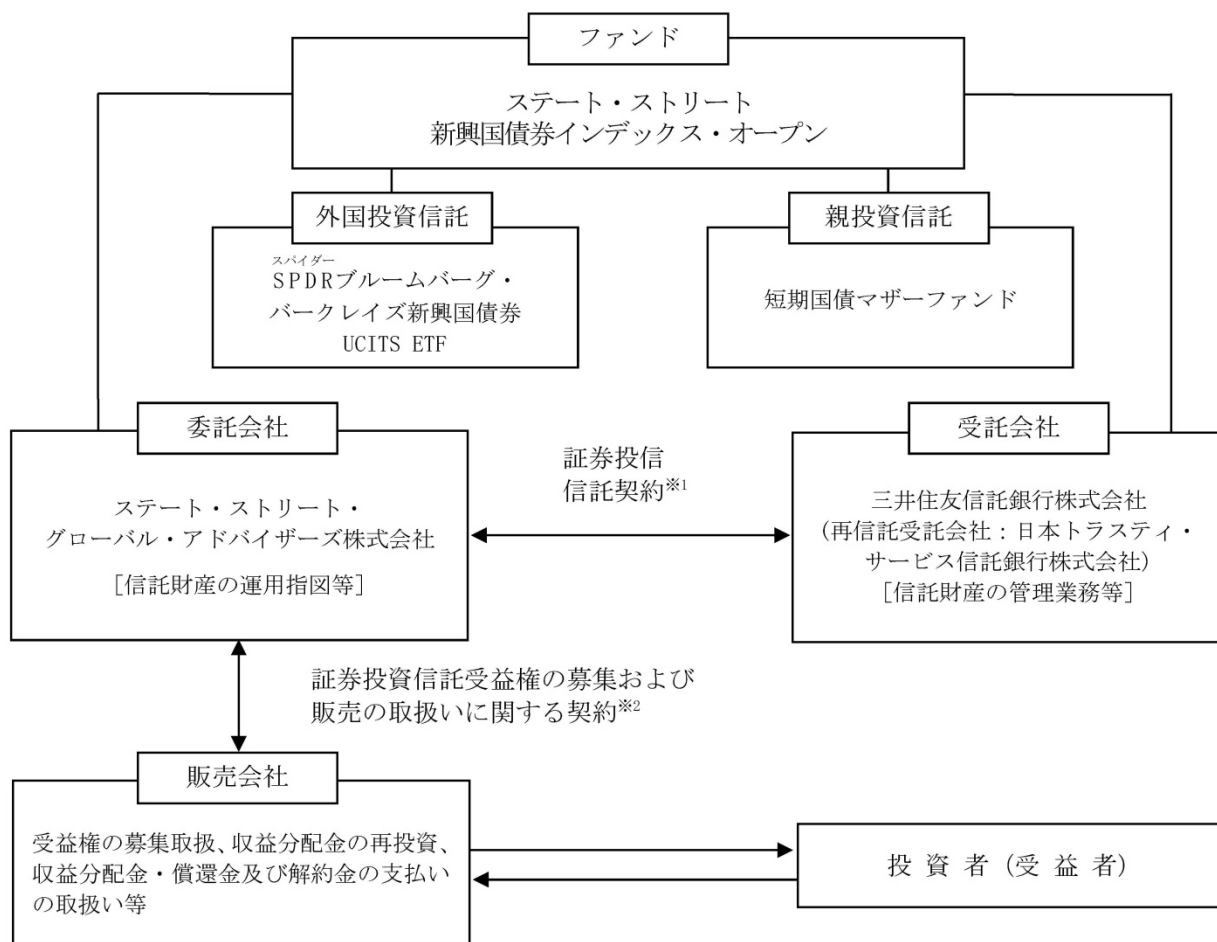 ファンド
ステート・ストリート
新興国債券インデックス・オープン
外国投資信託
スパイダー
SPDRブルームバーグ・
バークレイズ新興国債券
UCITS ETF
親投資信託
短期国債マザーファンド
委託会社
ステート・ストリート・
グローバル・アドバイザーズ株式会社
[信託財産の運用指図等]
証券投信
信託契約※1
受託会社
三井住友信託銀行株式会社
(再信託受託会社:日本トラスティ・
サービス信託銀行株式会社)
[信託財産の管理業務等]
証券投資信託受益権の募集および
販売の取扱いに関する契約※2
販売会社
受益権の募集取扱、収益分配金の再投資、
収益分配金・償還金及び解約金の支払い
の取扱い等
投資者(受益者)